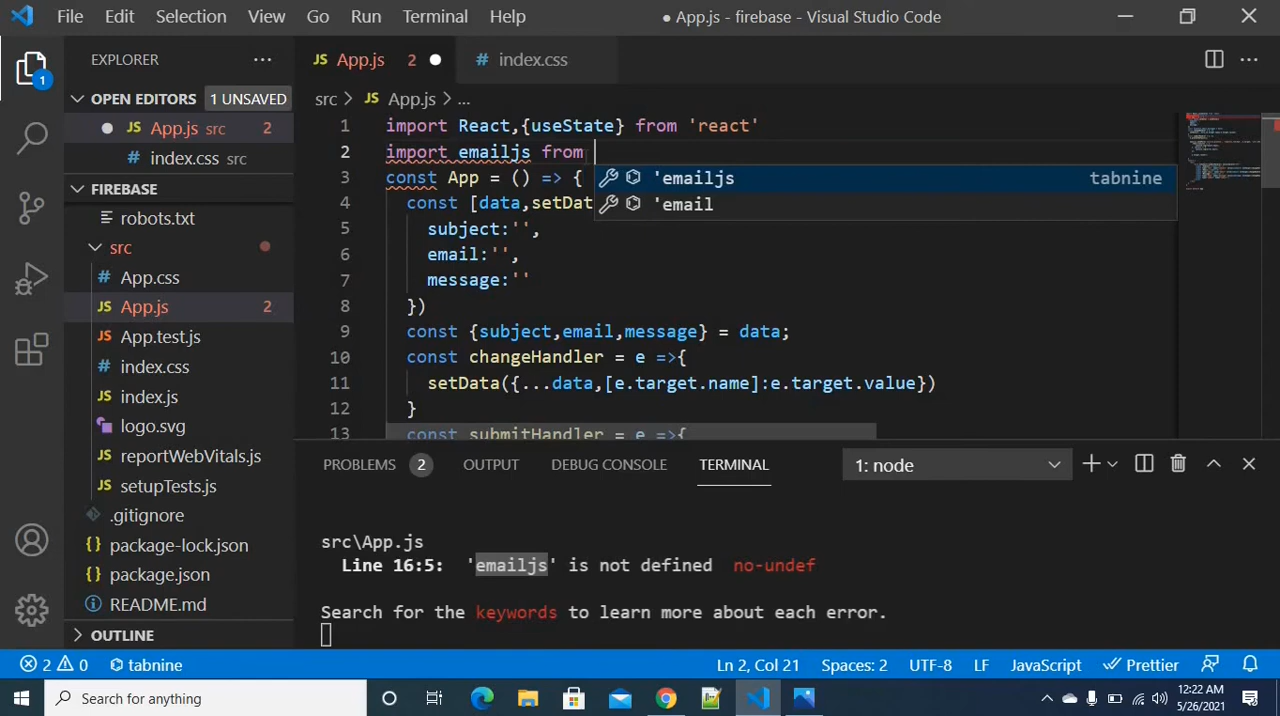 File Edit Selection View Go Run Terminal Help ● App.js - firebase - Visual Studio Code
EXPLORER ...
JS App.js 2 ●
# index.css
1
OPEN EDITORS 1 UNSAVED
● JS App.js src 2
# index.css src
FIREBASE
robots.txt
src
# App.css
JS App.js 2
JS App.test.js
# index.css
JS index.js
logo.svg
JS reportWebVitals.js
JS setupTests.js
.gitignore
{} package-lock.json
{} package.json
README.md
OUTLINE
src > JS App.js > ...
1 import React,{useState} from 'react'
2 import emailjs from
3 const App = () => {
4 const [data,setDat
5 subject:'',
6 email:'',
7 message:''
8 })
9 const {subject,email,message} = data;
10 const changeHandler = e =>{
11 setData({...data,[e.target.name]:e.target.value})
12 }
13 const submitHandler = e =>{
'emailjs tabnine
'email
PROBLEMS 2 OUTPUT DEBUG CONSOLE TERMINAL 1: node
src\App.js
Line 16:5: 'emailjs' is not defined no-undef
Search for the keywords to learn more about each error.
2 0 tabnine Ln 2, Col 21 Spaces: 2 UTF-8 LF JavaScript Prettier
Search for anything
12:22 AM
5/26/2021